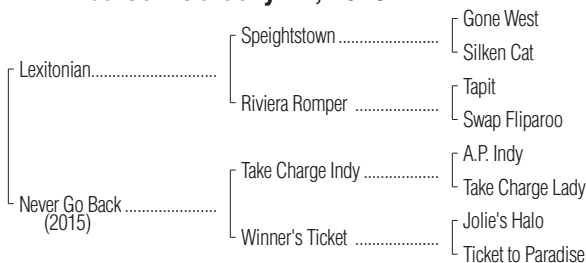 Gone West
Speightstown
Silken Cat
Lexitonian
Tapit
Riviera Romper
Swap Fliparoo
A.P. Indy
Take Charge Indy
Take Charge Lady
Never Go Back
(2015)
Jolie's Halo
Winner's Ticket
Ticket to Paradise